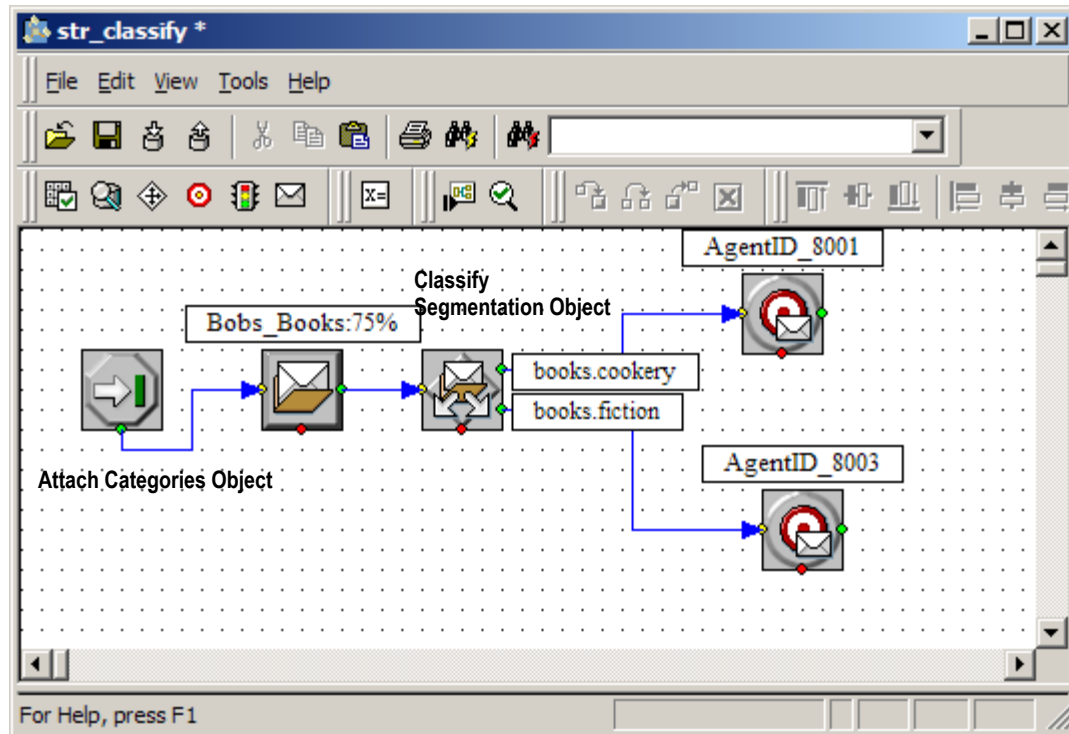 str_classify *
File Edit View Tools Help
X=
AgentID_8001
Classify
Segmentation Object
Bobs_Books:75%
books.cookery
books.fiction
AgentID_8003
Attach Categories Object
For Help, press F1